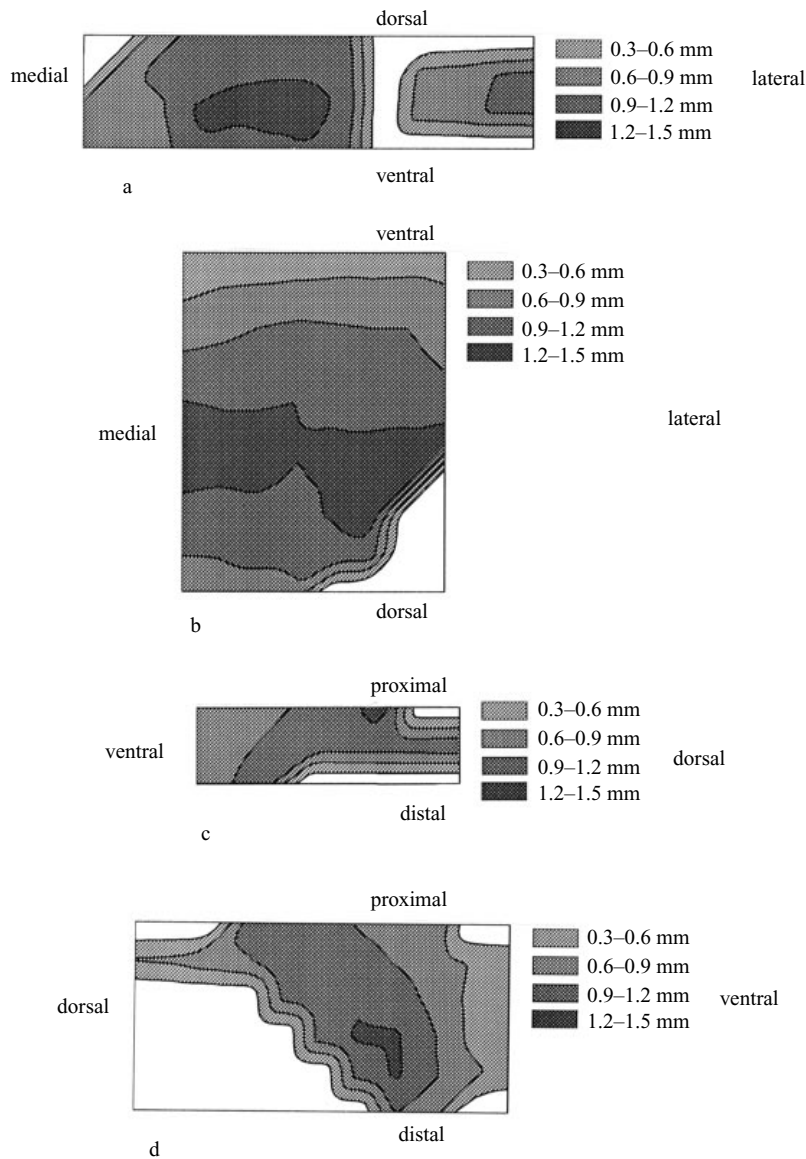 dorsal
0.3–0.6 mm
medial
0.6–0.9 mm
lateral
0.9–1.2 mm
1.2–1.5 mm
ventral
a
ventral
0.3–0.6 mm
0.6–0.9 mm
0.9–1.2 mm
1.2–1.5 mm
medial
lateral
dorsal
b
proximal
0.3–0.6 mm
0.6–0.9 mm
ventral
dorsal
0.9–1.2 mm
1.2–1.5 mm
distal
c
proximal
0.3–0.6 mm
0.6–0.9 mm
dorsal
0.9–1.2 mm
ventral
1.2–1.5 mm
distal
d